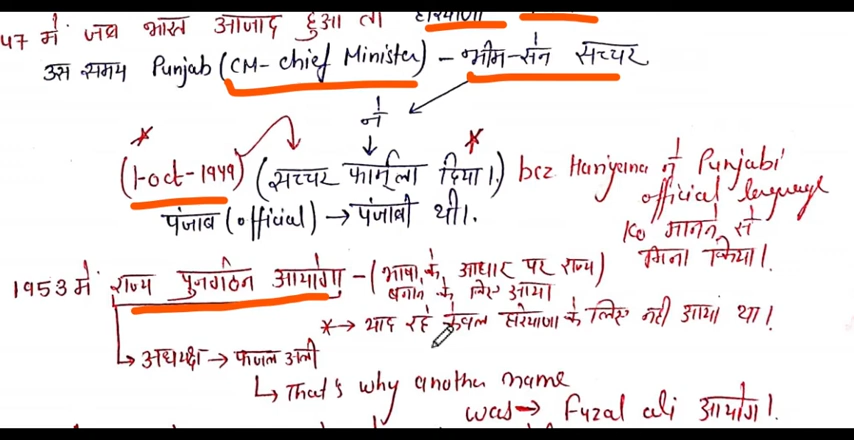 47 में जब भारत आजाद हुआ तो हरियाणा
उस समय Punjab (CM- Chief Minister) - भीम-सेन सच्चर
ने
(1-oct-1949) (सच्चर फार्मूला दिया।) bcz Hariyana ने Punjabi
official language
पंजाब (official) → पंजाबी थी।
ko मानने से
मिना किया।
1953 में राज्य पुनर्गठन आयोग - (भाषा के आधार पर राज्य)
बनाने के लिए आया।
* → याद रहे केवल हरियाणा के लिए नही आया था।
↳ अध्यक्ष → फजल अली
↳ That's why another name
was → Fuzal ali आयोग।